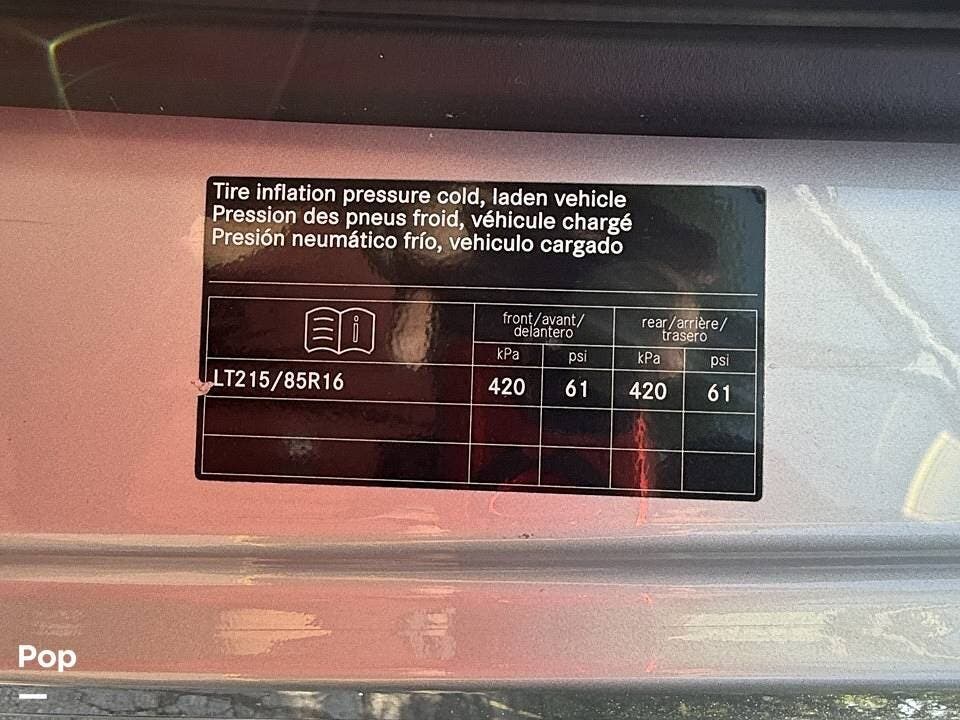 Tire inflation pressure cold, laden vehicle
Pression des pneus froid, véhicule chargé
Presión neumático frío, vehiculo cargado
front/avant/
delantero
rear/arrière/
trasero
kPa psi kPa psi
LT215/85R16 420 61 420 61
Pop